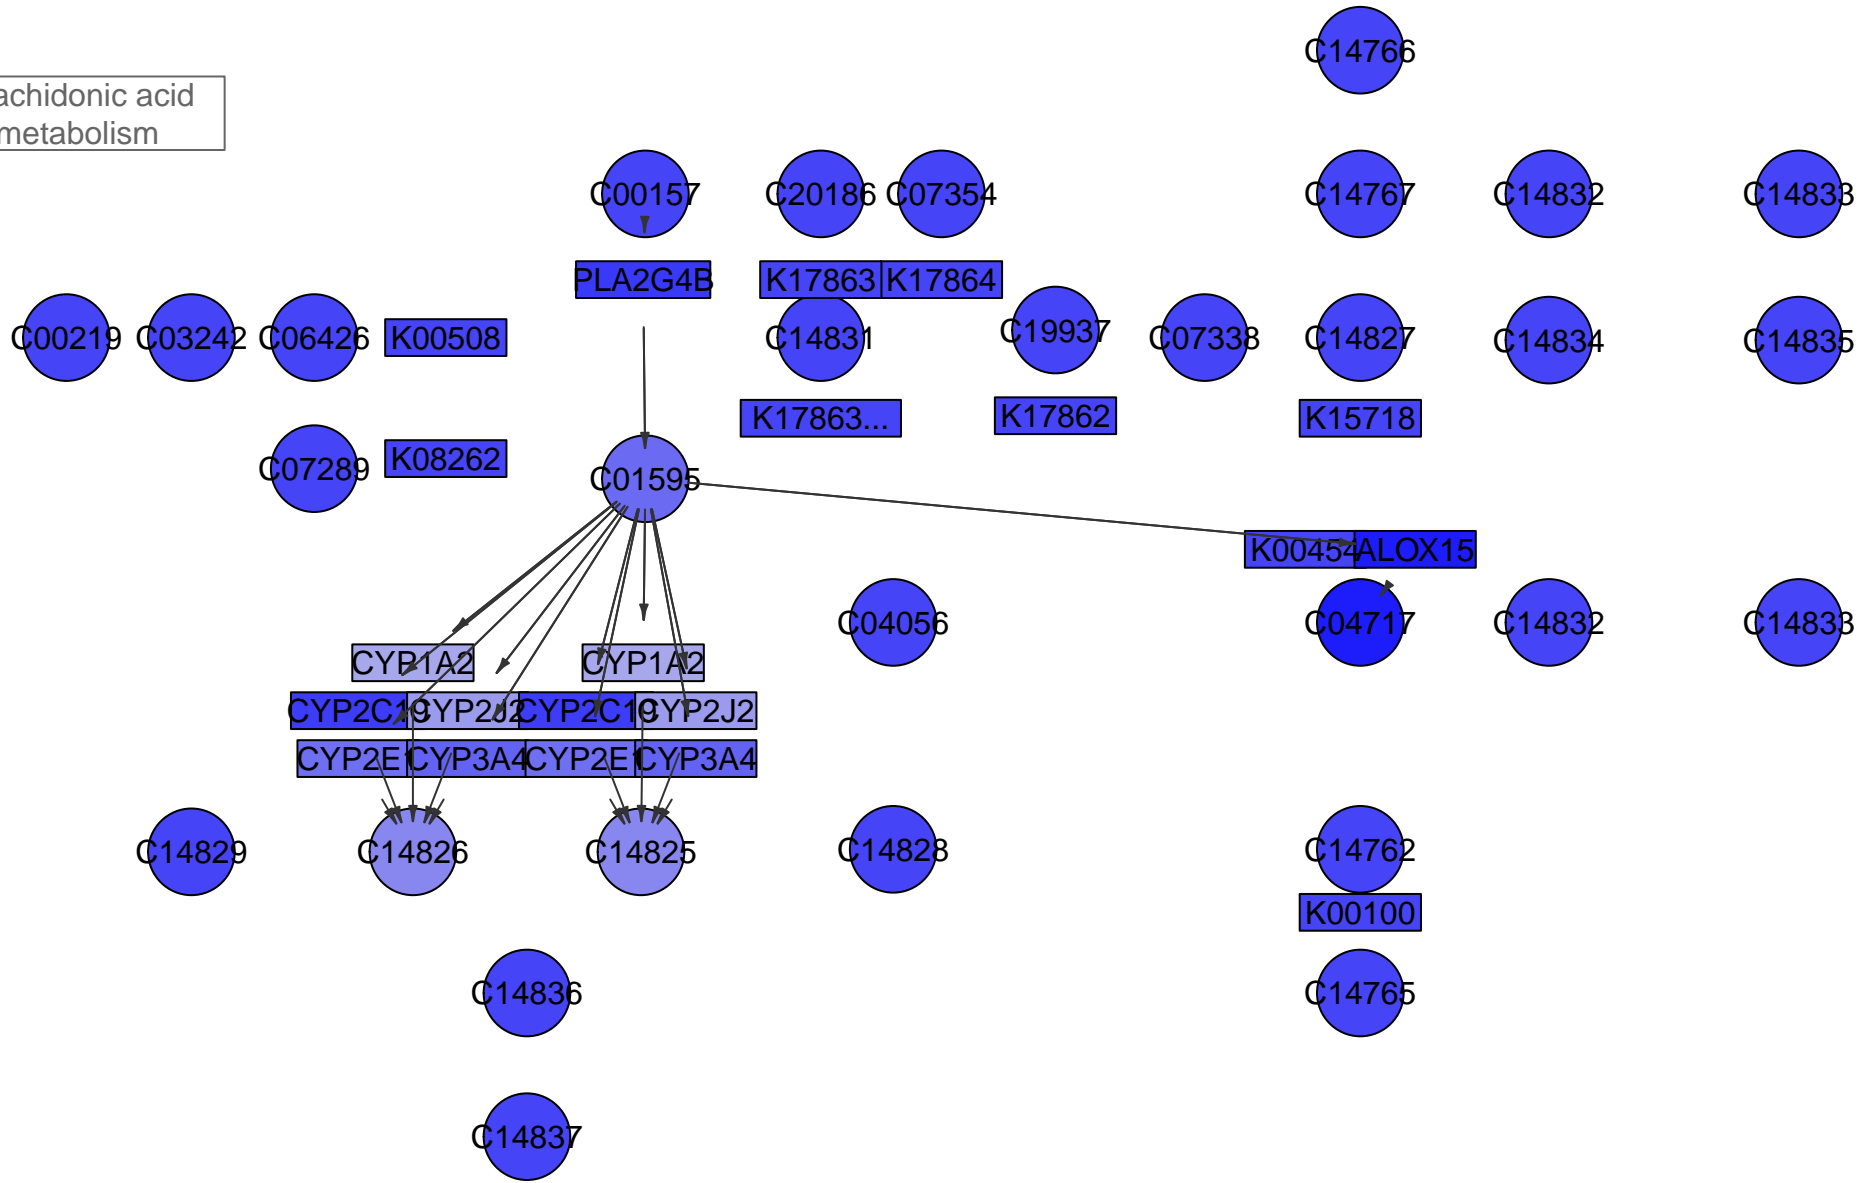 C14766
achidonic acid
metabolism
C00157
C20186
C07354
C14767
C14832
C14833
PLA2G4B
K17863
K17864
C00219
C03242
C06426
K00508
C14831
C19937
C07338
C14827
C14834
C14835
K17863...
K17862
K15718
C07289
K08262
C01595
K00454
ALOX15
C04056
C04717
C14832
C14833
CYP1A2
CYP1A2
CYP2C19
CYP2J2
CYP2C19
CYP2J2
CYP2E1
CYP3A4
CYP2E1
CYP3A4
C14829
C14826
C14825
C14828
C14762
K00100
C14836
C14765
C14837